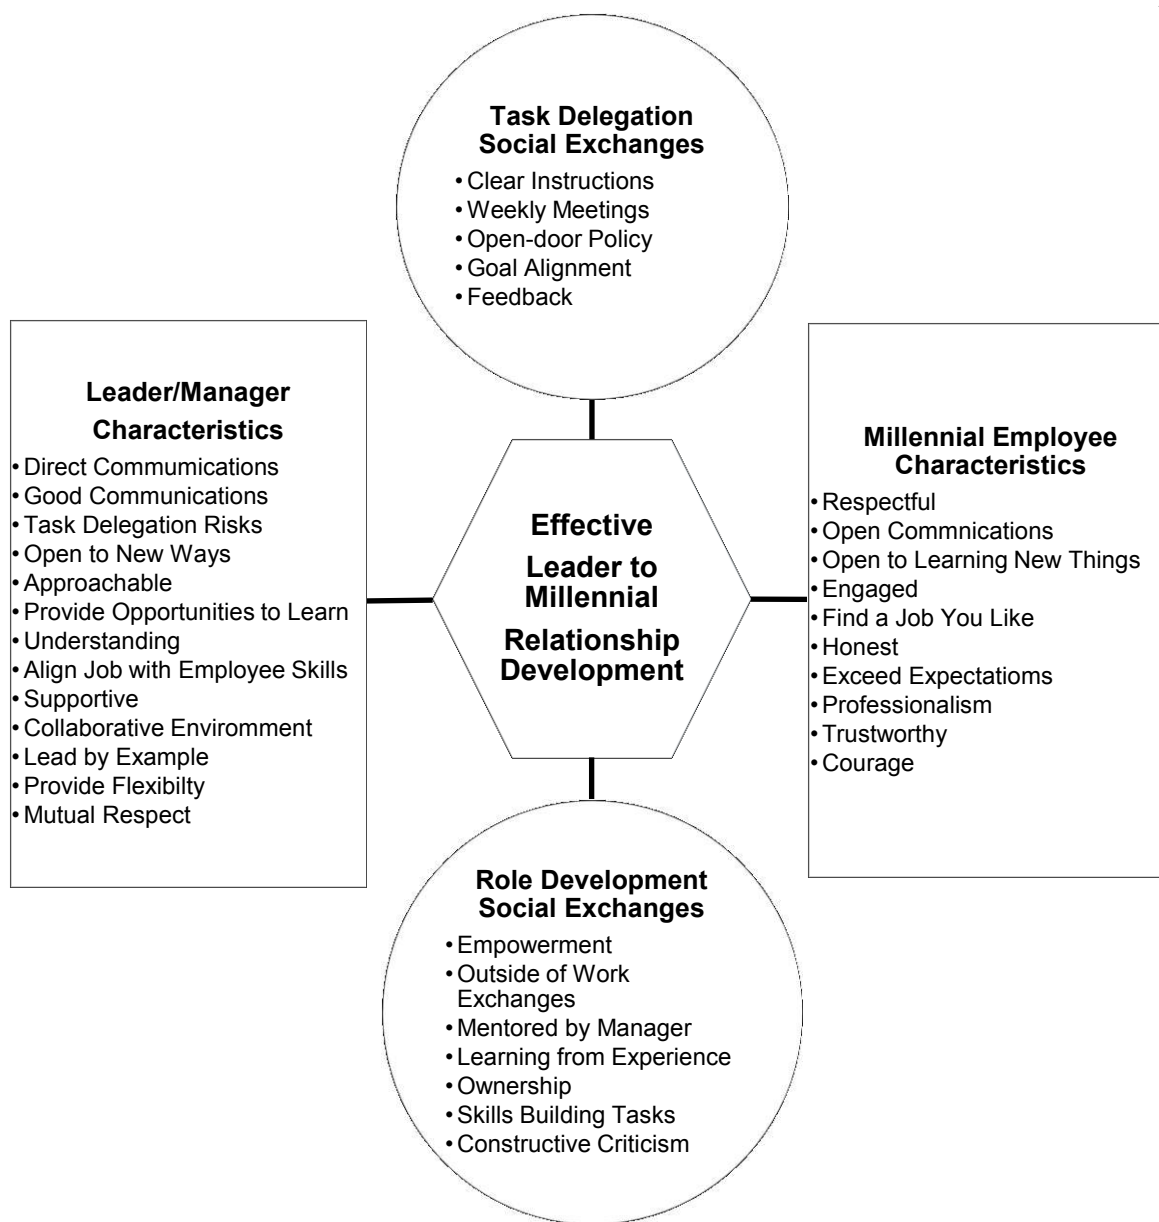 Task Delegation
Social Exchanges
• Clear Instructions
• Weekly Meetings
• Open-door Policy
• Goal Alignment
• Feedback
Leader/Manager
Characteristics
• Direct Commumications
• Good Communications
• Task Delegation Risks
• Open to New Ways
• Approachable
• Provide Opportunities to Learn
• Understanding
• Align Job with Employee Skills
• Supportive
• Collaborative Enviromment
• Lead by Example
• Provide Flexibilty
• Mutual Respect
Effective
Leader to
Millennial
Relationship
Development
Millennial Employee
Characteristics
• Respectful
• Open Commnications
• Open to Learning New Things
• Engaged
• Find a Job You Like
• Honest
• Exceed Expectatioms
• Professionalism
• Trustworthy
• Courage
Role Development
Social Exchanges
• Empowerment
• Outside of Work
Exchanges
• Mentored by Manager
• Learning from Experience
• Ownership
• Skills Building Tasks
• Constructive Criticism